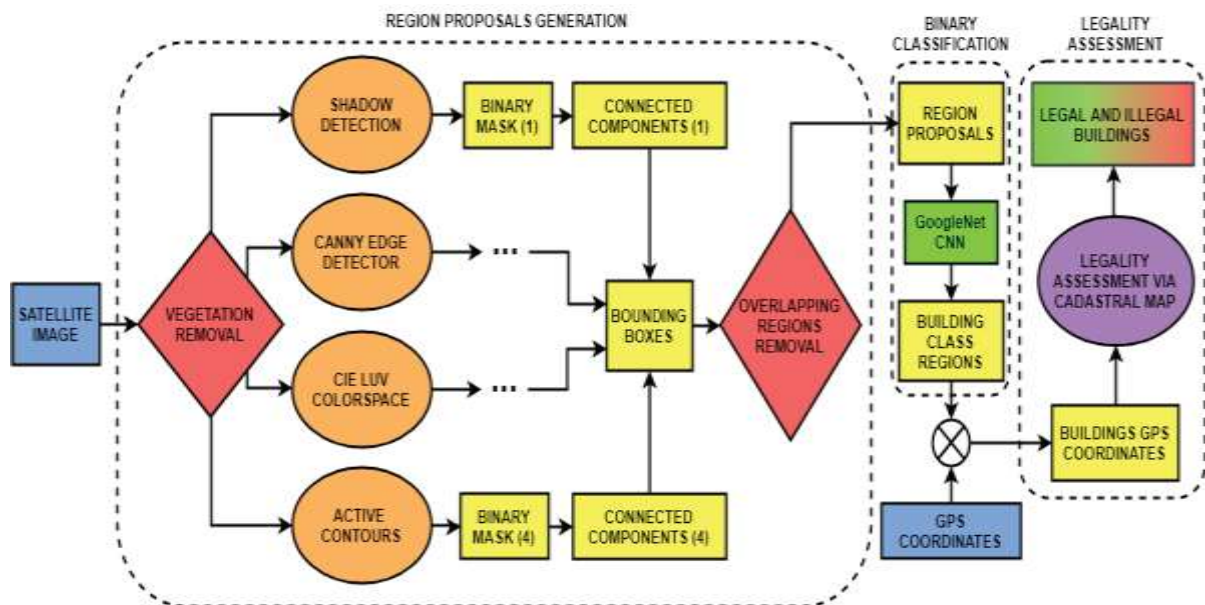 REGION PROPOSALS GENERATION
BINARY
CLASSIFICATION
LEGALITY
ASSESSMENT
SATELLITE
IMAGE
VEGETATION
REMOVAL
SHADOW
DETECTION
BINARY
MASK (1)
CONNECTED
COMPONENTS (1)
CANNY EDGE
DETECTOR
...
CIE LUV
COLORSPACE
...
ACTIVE
CONTOURS
BINARY
MASK (4)
CONNECTED
COMPONENTS (4)
BOUNDING
BOXES
OVERLAPPING
REGIONS
REMOVAL
REGION
PROPOSALS
GoogleNet
CNN
BUILDING
CLASS
REGIONS
GPS
COORDINATES
BUILDINGS GPS
COORDINATES
LEGALITY
ASSESSMENT VIA
CADASTRAL MAP
LEGAL AND ILLEGAL
BUILDINGS